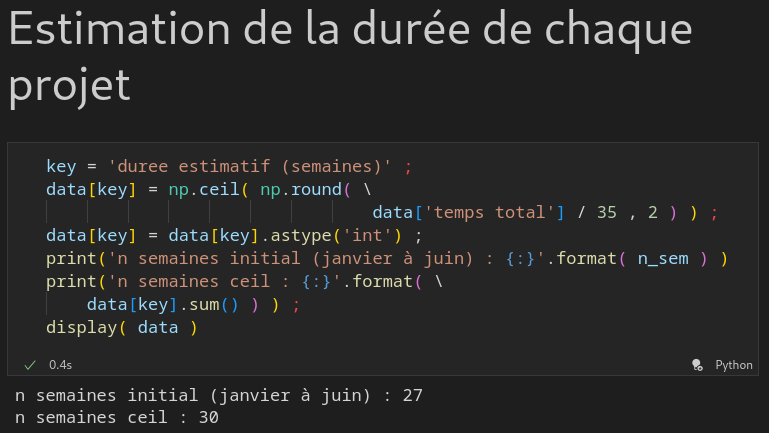 Estimation de la durée de chaque
projet
key = 'duree estimatif (semaines)' ;
data[key] = np.ceil( np.round( \
data['temps total'] / 35 , 2 ) ) ;
data[key] = data[key].astype('int') ;
print('n semaines initial (janvier à juin) : {:}'.format( n_sem ) )
print('n semaines ceil : {:}'.format( \
data[key].sum() ) ) ;
display( data )
0.4s
Python
n semaines initial (janvier à juin) : 27
n semaines ceil : 30